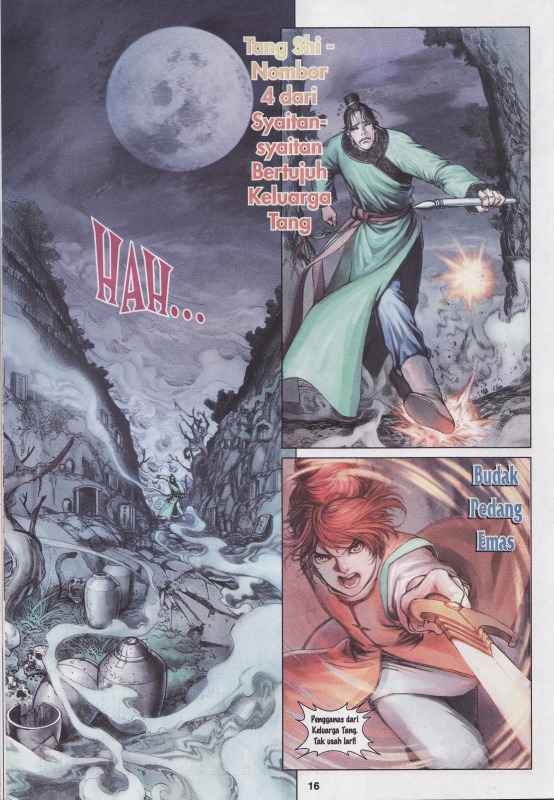 Tang Shi -
Nombor
4 dari
Syaitan-
syaitan
Bertujuh
Keluarga
Tang
HAH...
Budak
Pedang
Emas
Pengganas dari
Keluarga Tang.
Tak usah lari!!
16